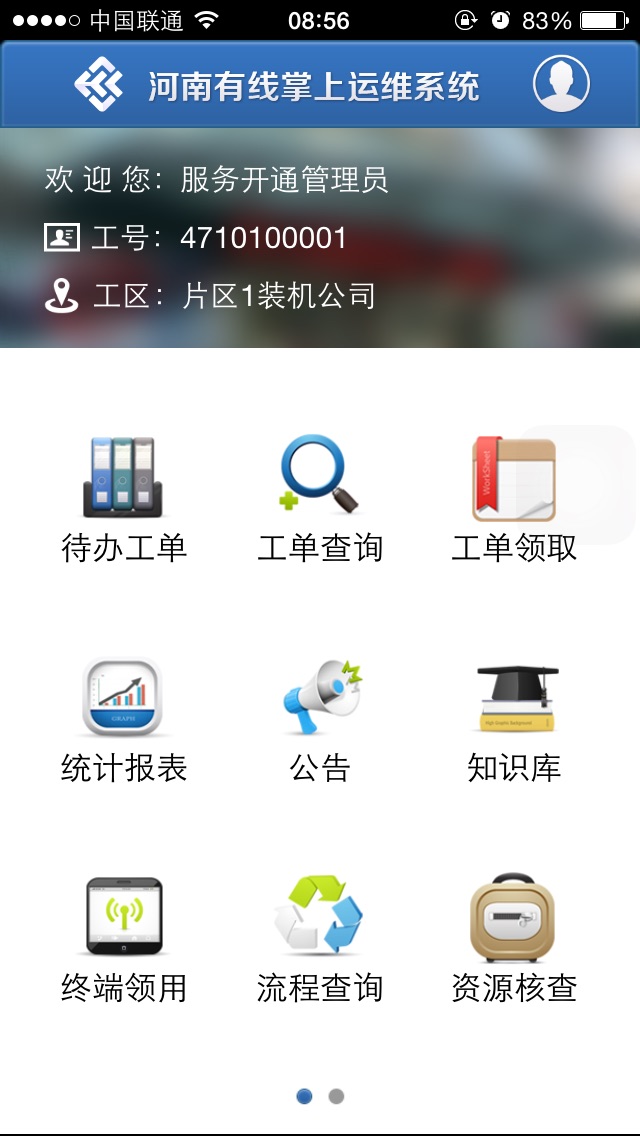 中国联通 08:56 83%
河南有线掌上运维系统
欢 迎 您： 服务开通管理员
工号： 4710100001
工区： 片区1装机公司
WorkSheet
待办工单 工单查询 工单领取
GRAPH
High Graphic Background
统计报表 公告 知识库
终端领用 流程查询 资源核查